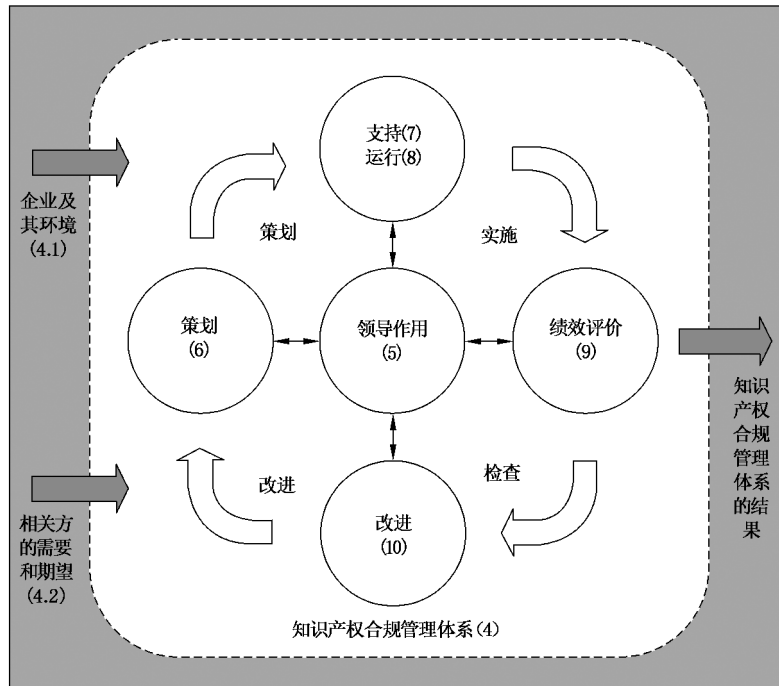 支持(7)
运行(8)
企业及
其环境
(4.1)
策划
实施
策划
(6)
领导作用
(5)
绩效评价
(9)
知识
产权
合规
管理
体系
的结
果
改进
检查
相关方
的需要
和期望
(4.2)
改进
(10)
知识产权合规管理体系(4)